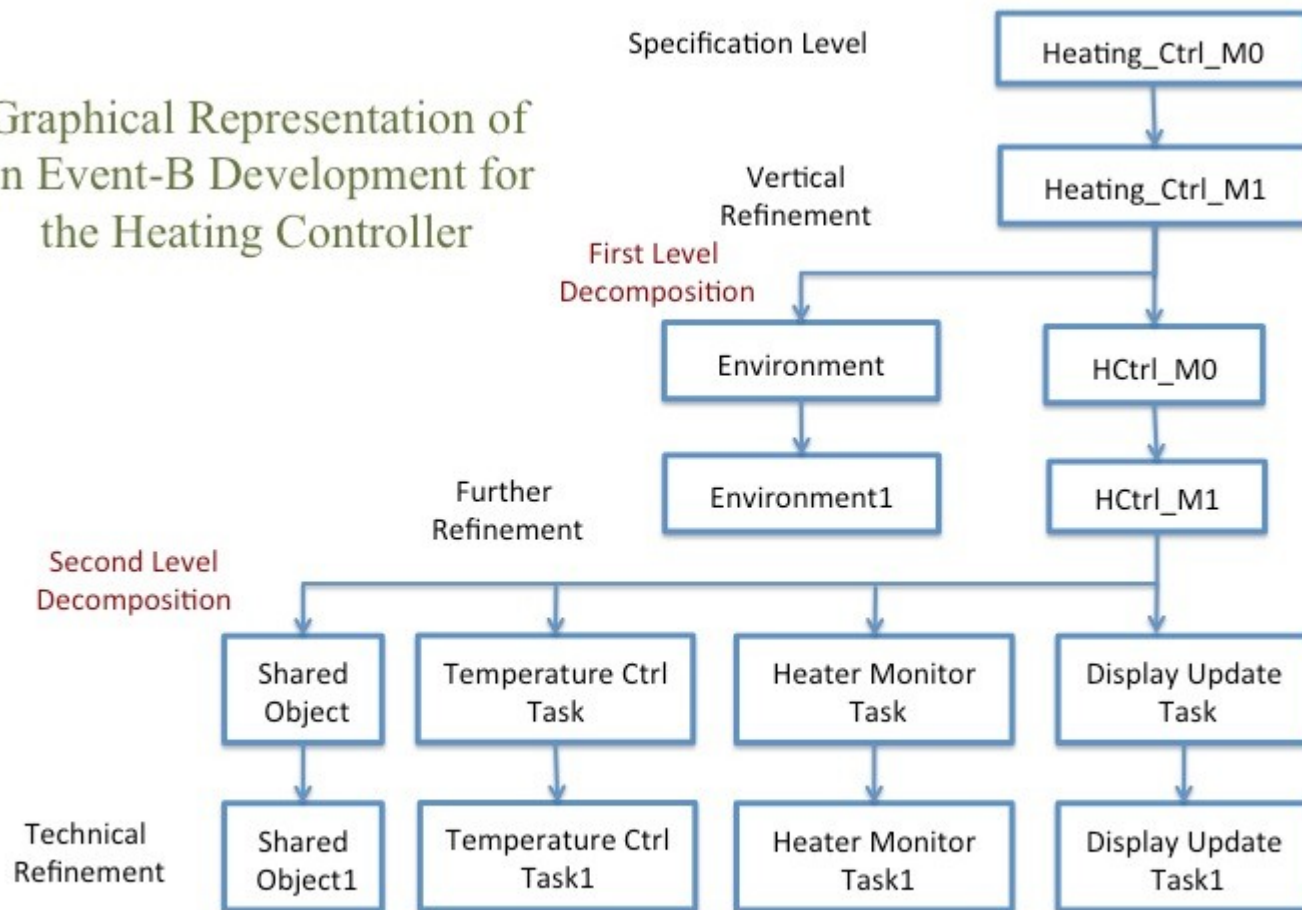 Specification Level
Heating_Ctrl_M0
Graphical Representation of
n Event-B Development for
the Heating Controller
Vertical
Refinement
Heating_Ctrl_M1
First Level
Decomposition
Environment
HCtrl_M0
Further
Refinement
Environment1
HCtrl_M1
Second Level
Decomposition
Shared
Object
Temperature Ctrl
Task
Heater Monitor
Task
Display Update
Task
Technical
Refinement
Shared
Object1
Temperature Ctrl
Task1
Heater Monitor
Task1
Display Update
Task1